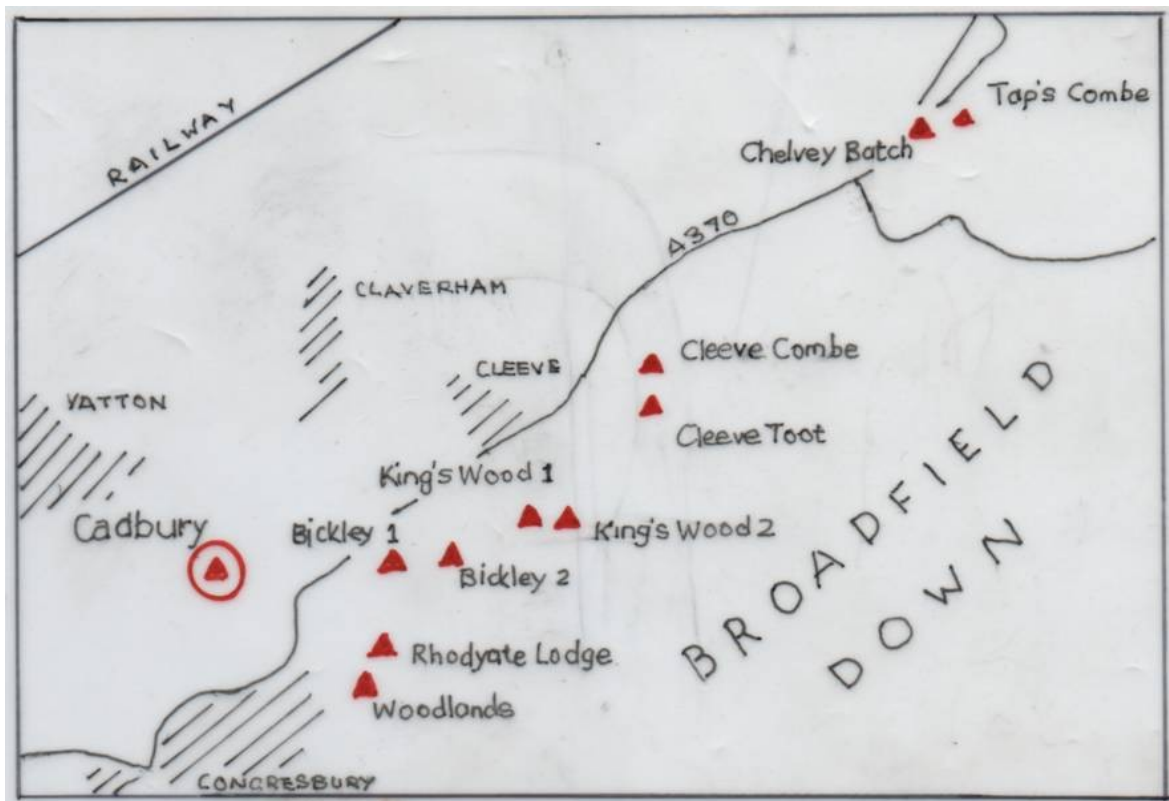 RAILWAY
Tap's Combe
Chelvey Batch
A370
CLAVERHAM
CLEEVE
Cleeve Combe
YATTON
Cleeve Toot
King's Wood 1
Cadbury
Bickley 1
King's Wood 2
Bickley 2
BROADFIELD
DOWN
Rhodyate Lodge
Woodlands
CONGRESBURY